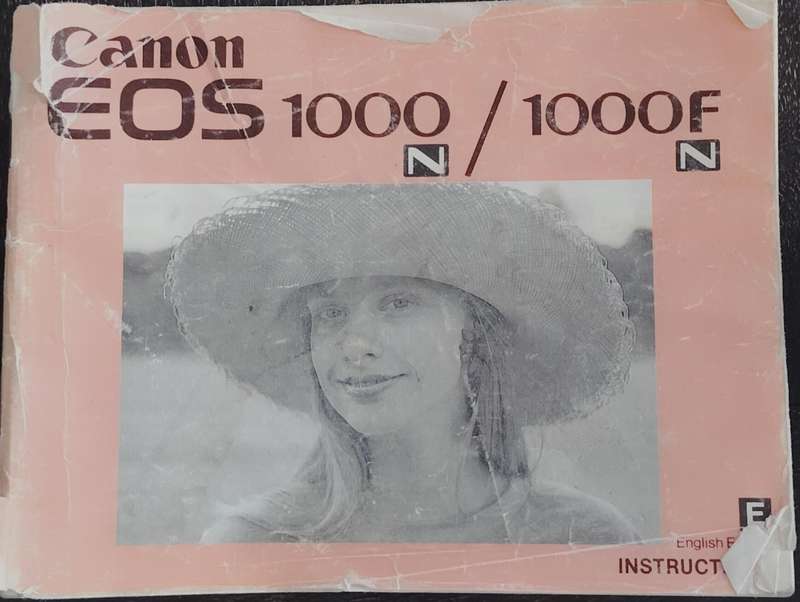 Canon
EOS 1000 / 1000F
N N
E
English
INSTRUCT